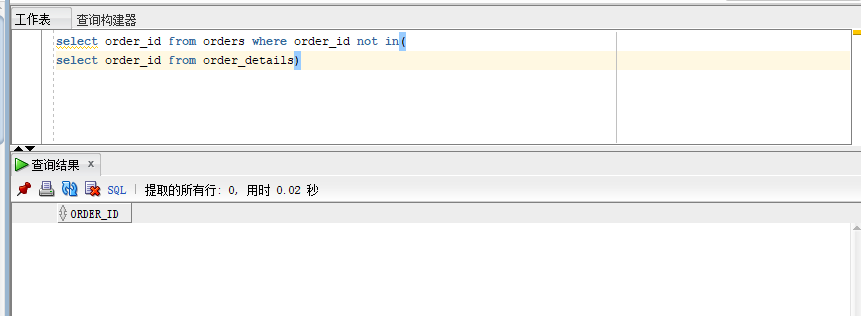 工作表 查询构建器
select order_id from orders where order_id not in(
select order_id from order_details)
查询结果 x
SQL | 提取的所有行: 0, 用时 0.02 秒
ORDER_ID